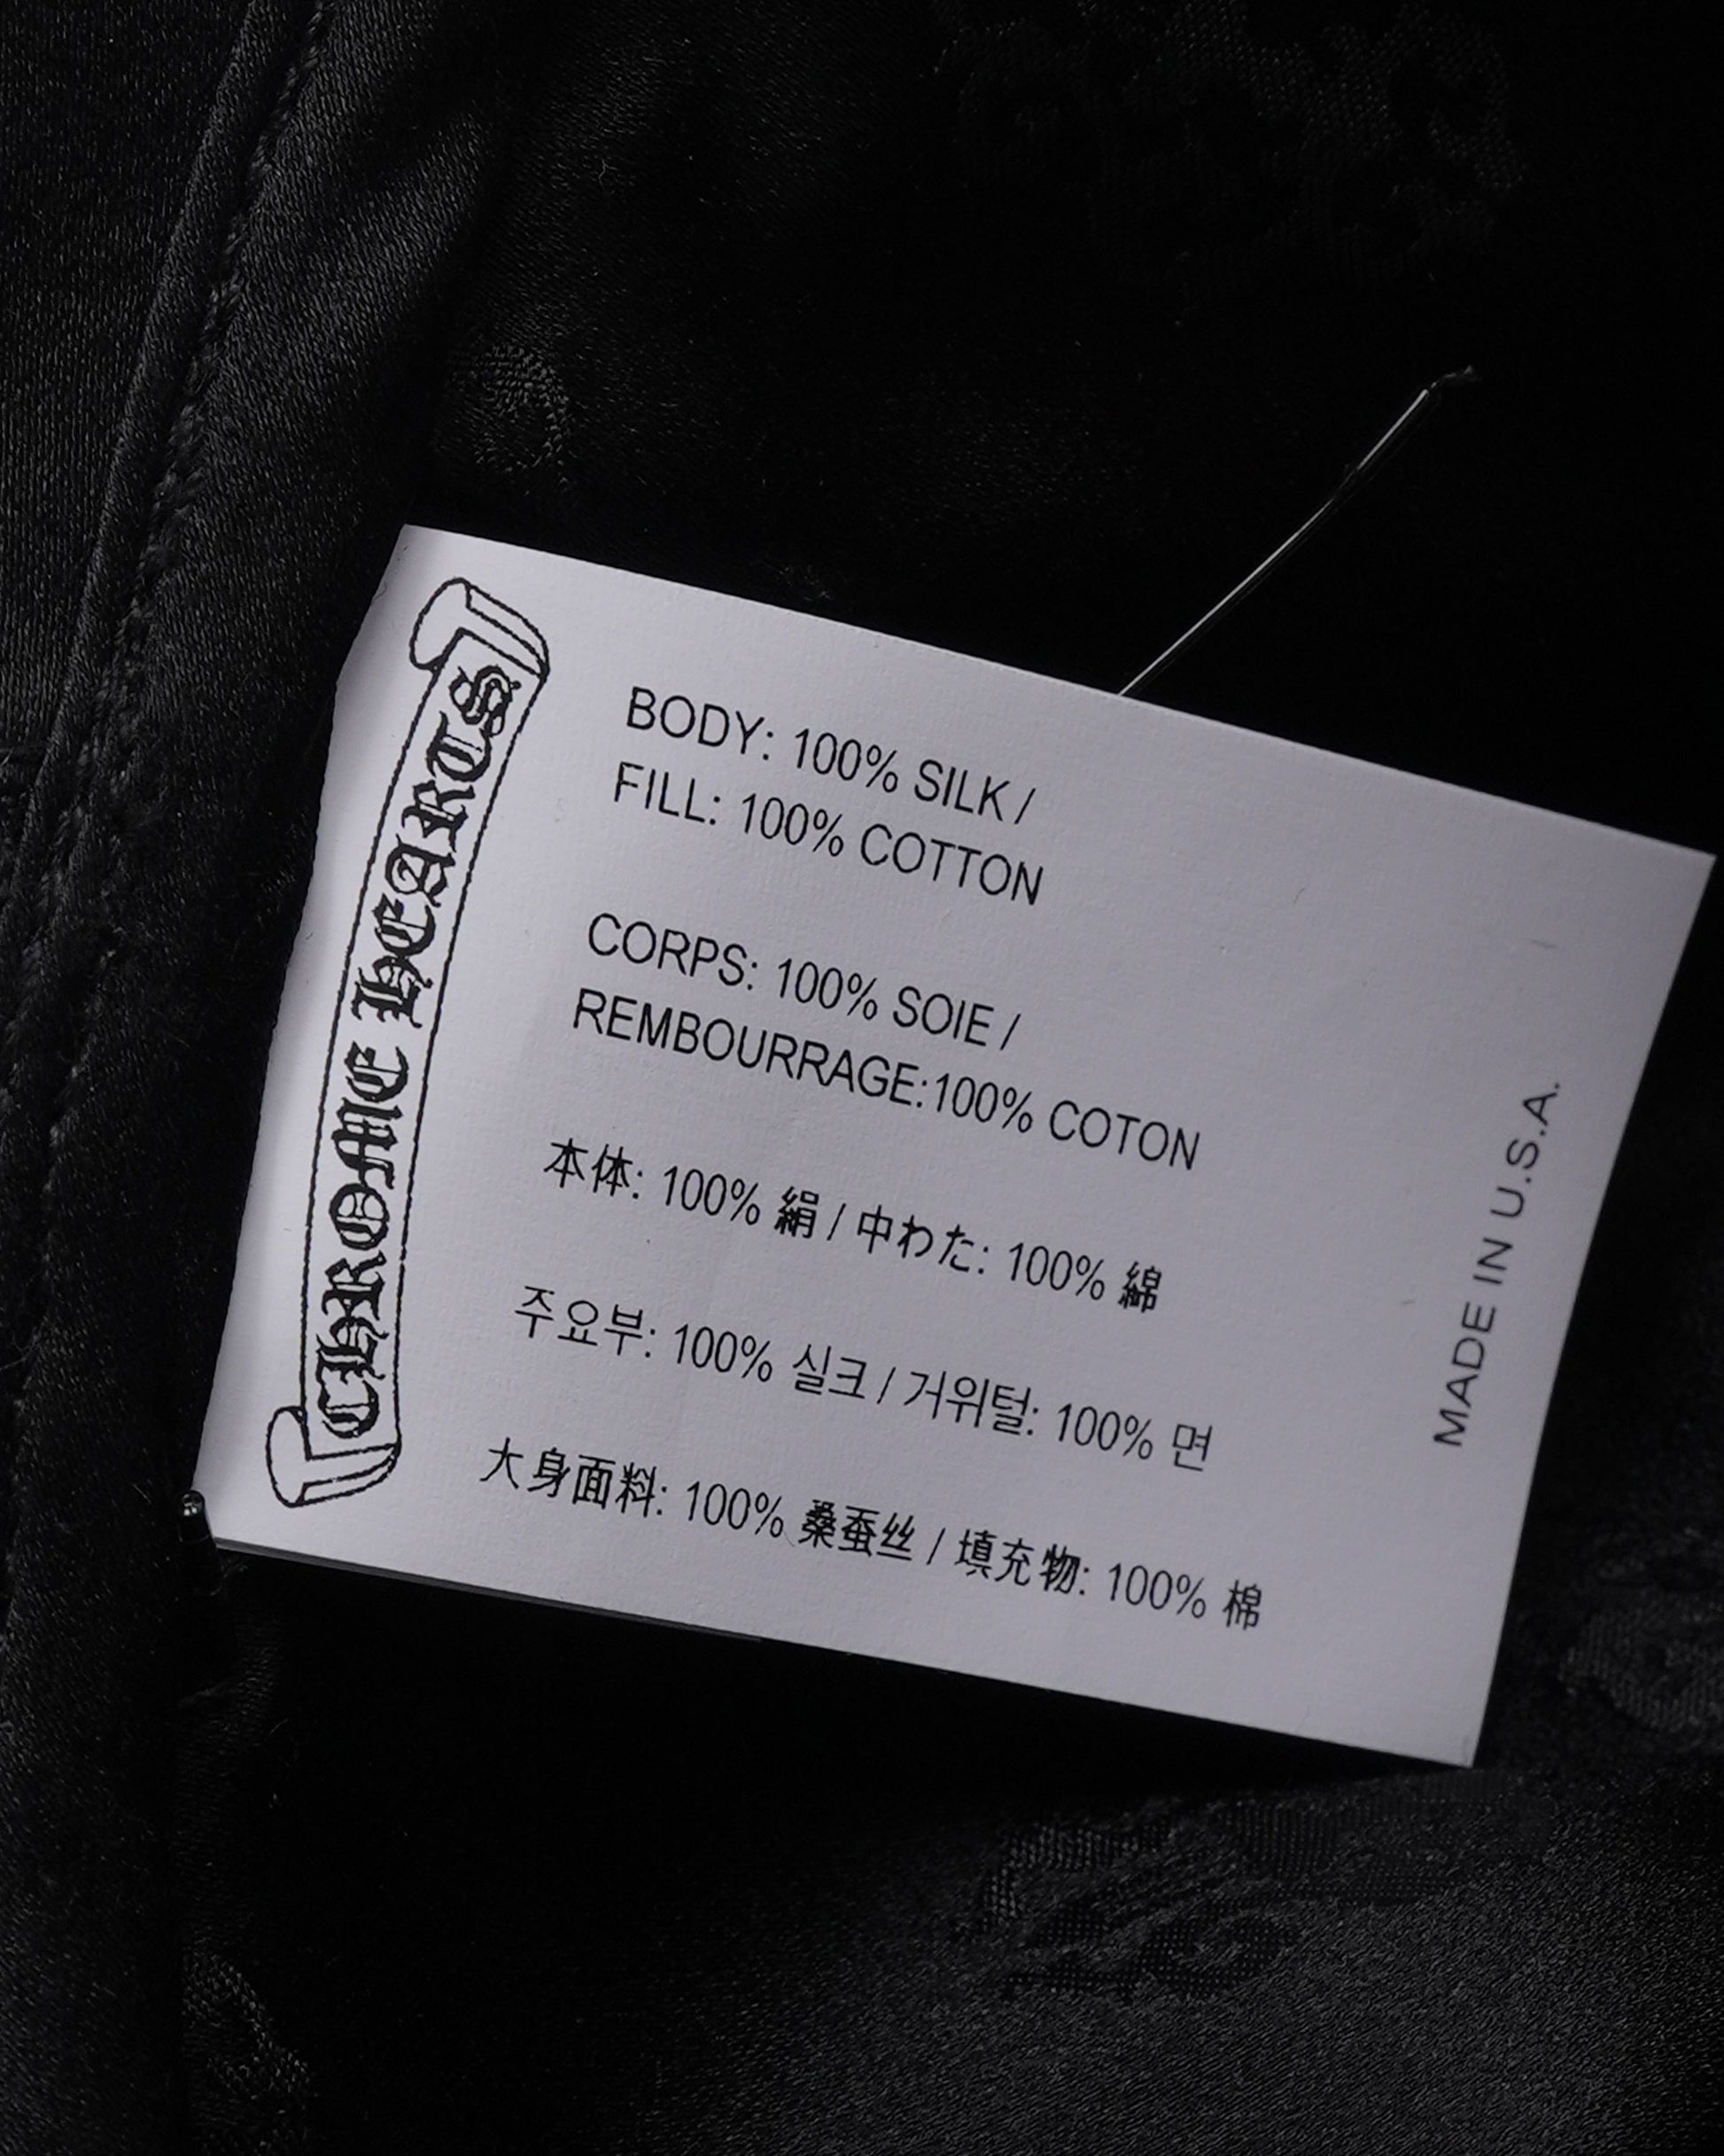 CHROME HEARTS
BODY: 100% SILK /
FILL: 100% COTTON
CORPS: 100% SOIE /
REMBOURRAGE:100% COTON
本体: 100% 絹 / 中わた: 100% 綿
주요부: 100% 실크 / 거위털: 100% 면
大身面料: 100% 桑蚕丝 / 填充物: 100% 棉
MADE IN U.S.A.